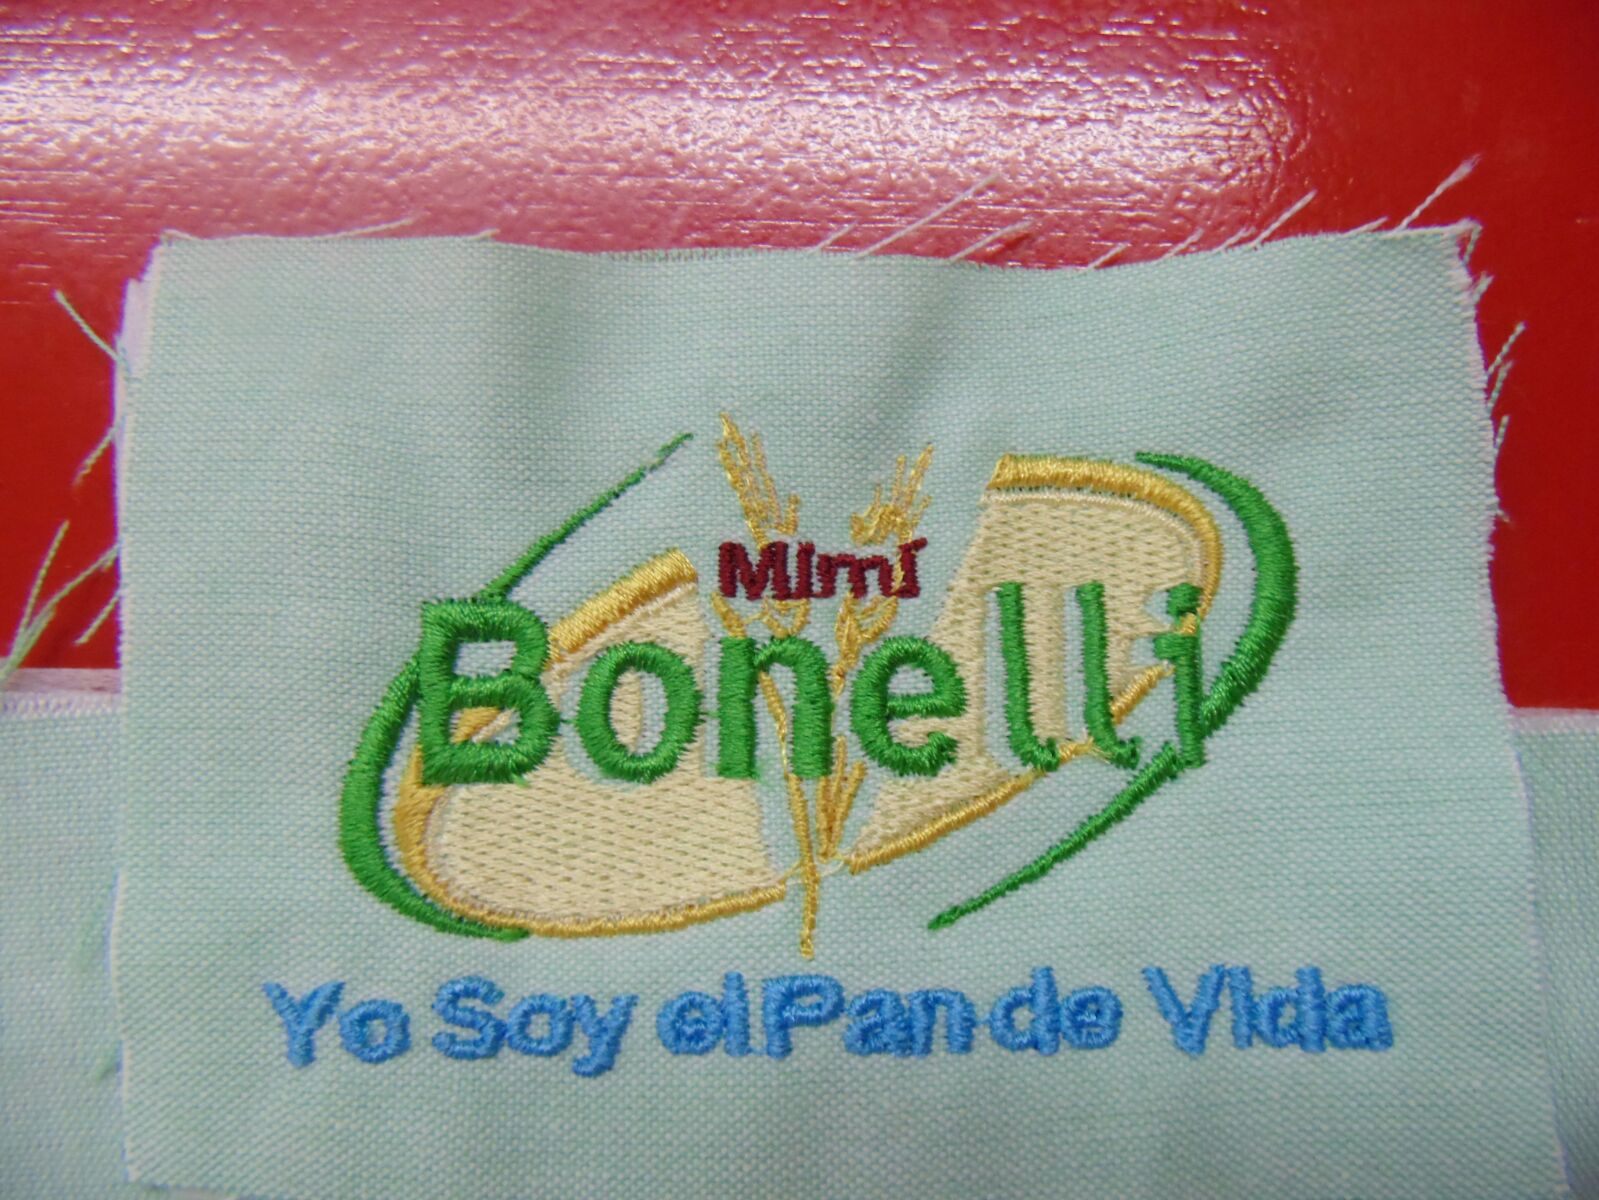 Mimí
Bonelli
Yo Soy el Pan de Vida